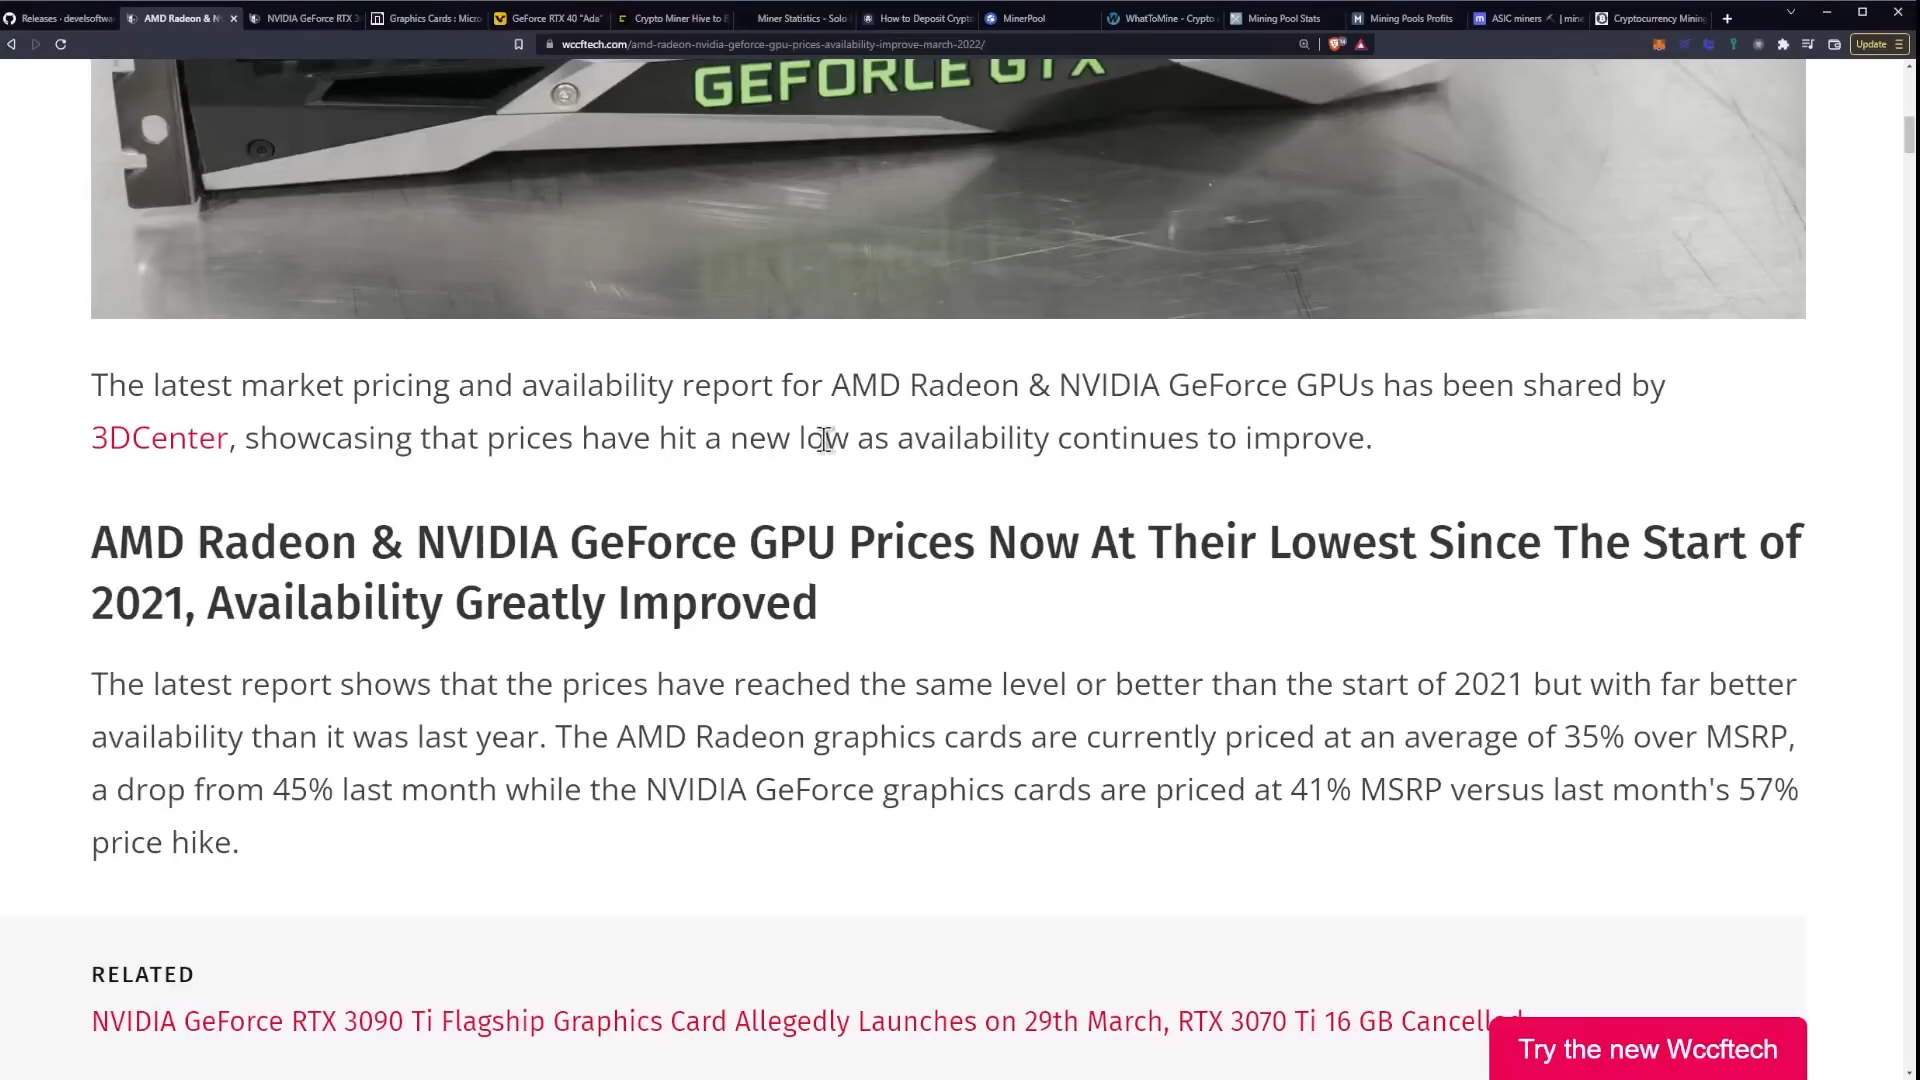 Releases · develsoftwa
AMD Radeon & N
NVIDIA GeForce RTX 3
Graphics Cards : Micro
GeForce RTX 40 "Ada"
Crypto Miner Hive to E
Miner Statistics - Solo
How to Deposit Crypto
MinerPool
WhatToMine - Crypto
Mining Pool Stats
Mining Pools Profits
ASIC miners
mine
Cryptocurrency Mining
wccftech.com/amd-radeon-nvidia-geforce-gpu-prices-availability-improve-march-2022/
Update
GEFORCE GTX
The latest market pricing and availability report for AMD Radeon & NVIDIA GeForce GPUs has been shared by
3DCenter, showcasing that prices have hit a new low as availability continues to improve.
AMD Radeon & NVIDIA GeForce GPU Prices Now At Their Lowest Since The Start of
2021, Availability Greatly Improved
The latest report shows that the prices have reached the same level or better than the start of 2021 but with far better
availability than it was last year. The AMD Radeon graphics cards are currently priced at an average of 35% over MSRP,
a drop from 45% last month while the NVIDIA GeForce graphics cards are priced at 41% MSRP versus last month's 57%
price hike.
RELATED
NVIDIA GeForce RTX 3090 Ti Flagship Graphics Card Allegedly Launches on 29th March, RTX 3070 Ti 16 GB Cancelled
Try the new Wccftech